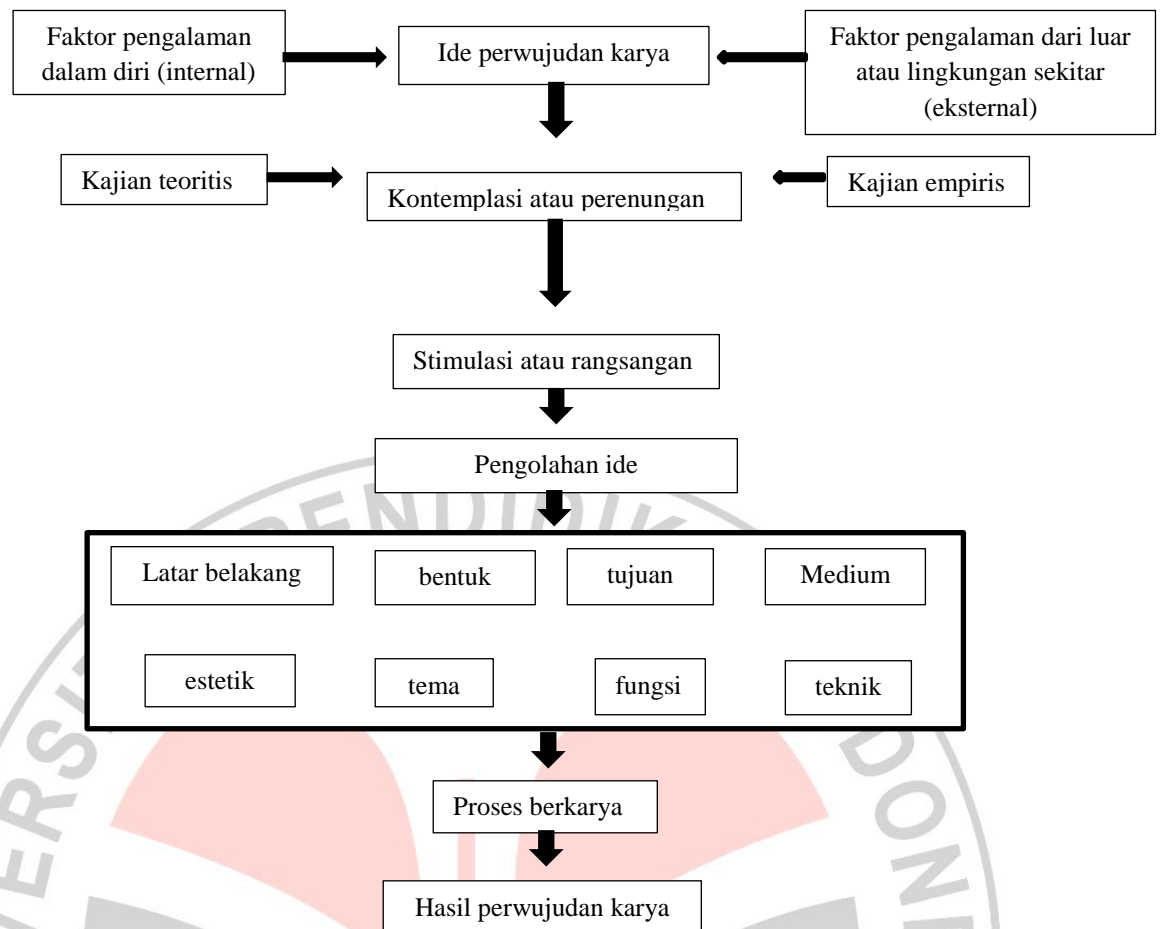 Faktor pengalaman
dalam diri (internal)
Ide perwujudan karya
Faktor pengalaman dari luar
atau lingkungan sekitar
(eksternal)
Kajian teoritis
Kontemplasi atau perenungan
Kajian empiris
Stimulasi atau rangsangan
Pengolahan ide
Latar belakang
bentuk
tujuan
Medium
estetik
tema
fungsi
teknik
Proses berkarya
Hasil perwujudan karya